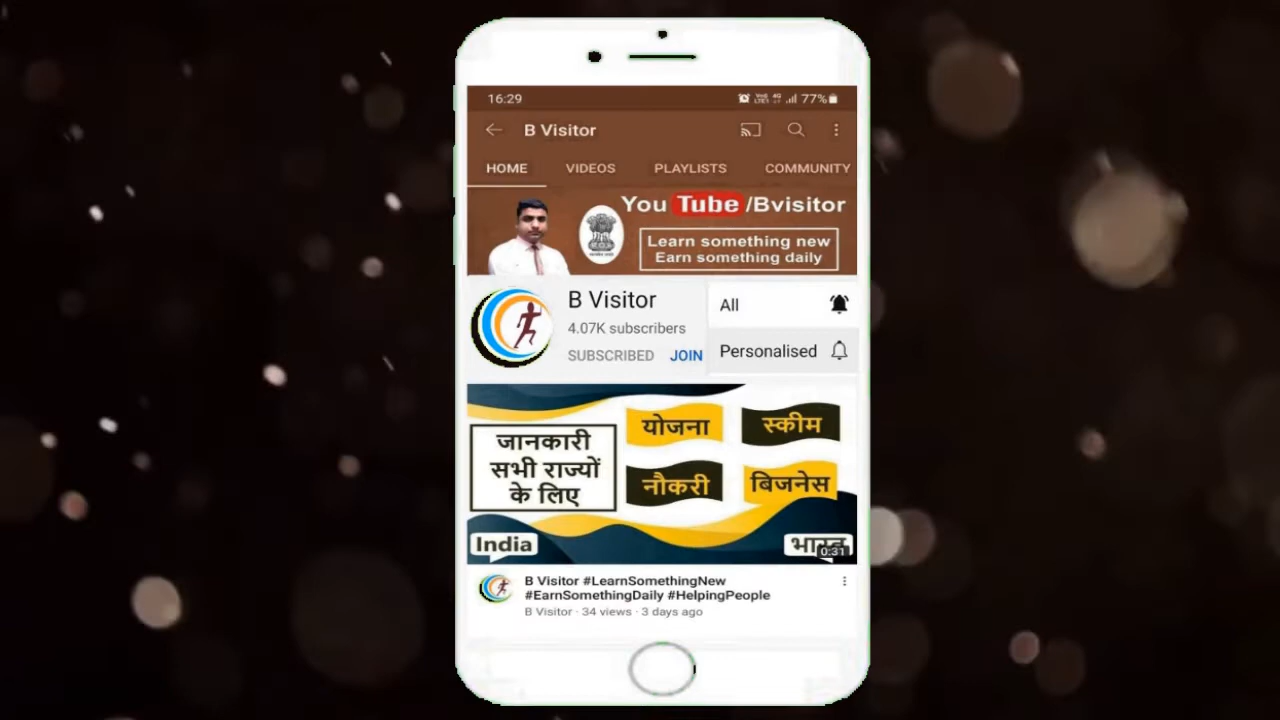 16:29
77%
B Visitor
HOME VIDEOS PLAYLISTS COMMUNITY
You Tube /Bvisitor
Learn something new
Earn something daily
B Visitor
4.07K subscribers
SUBSCRIBED JOIN
All
Personalised
जानकारी
सभी राज्यों
के लिए
योजना
स्कीम
नौकरी
बिजनेस
India
भारत
0:31
B Visitor #LearnSomethingNew
#EarnSomethingDaily #HelpingPeople
B Visitor · 34 views · 3 days ago